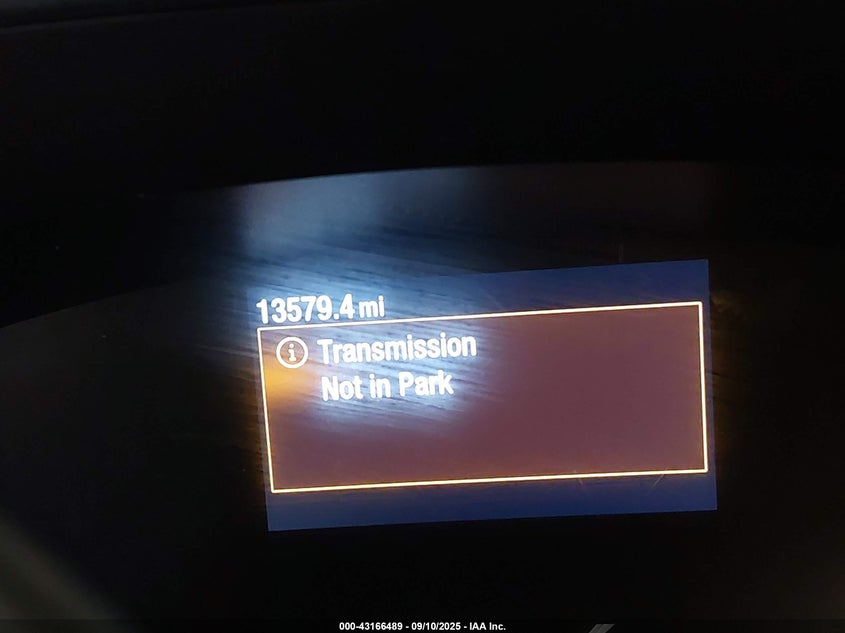 13579.4 mi
i Transmission
Not in Park
000-43166489 - 09/10/2025 - IAA Inc.